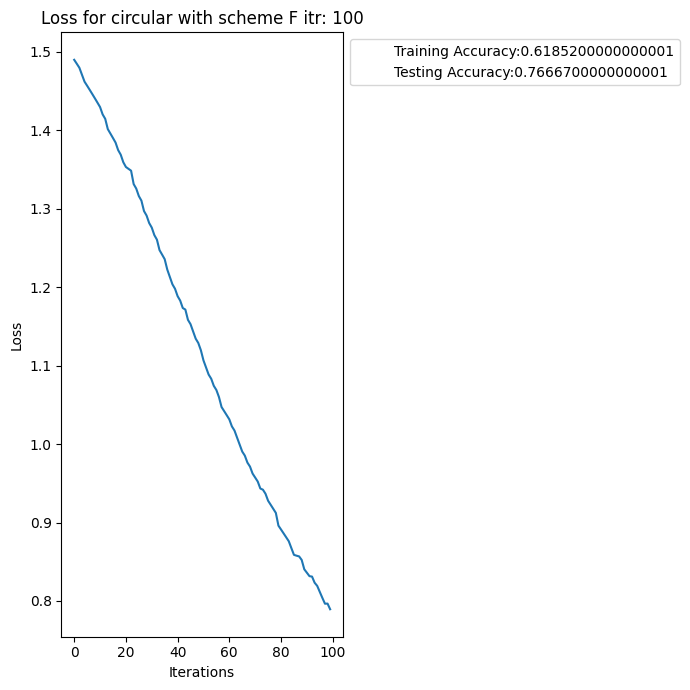 Loss for circular with scheme F itr: 100
Training Accuracy:0.6185200000000001
Testing Accuracy:0.7666700000000001
1.5
1.4
1.3
1.2
1.1
1.0
0.9
0.8
Loss
0 20 40 60 80 100
Iterations